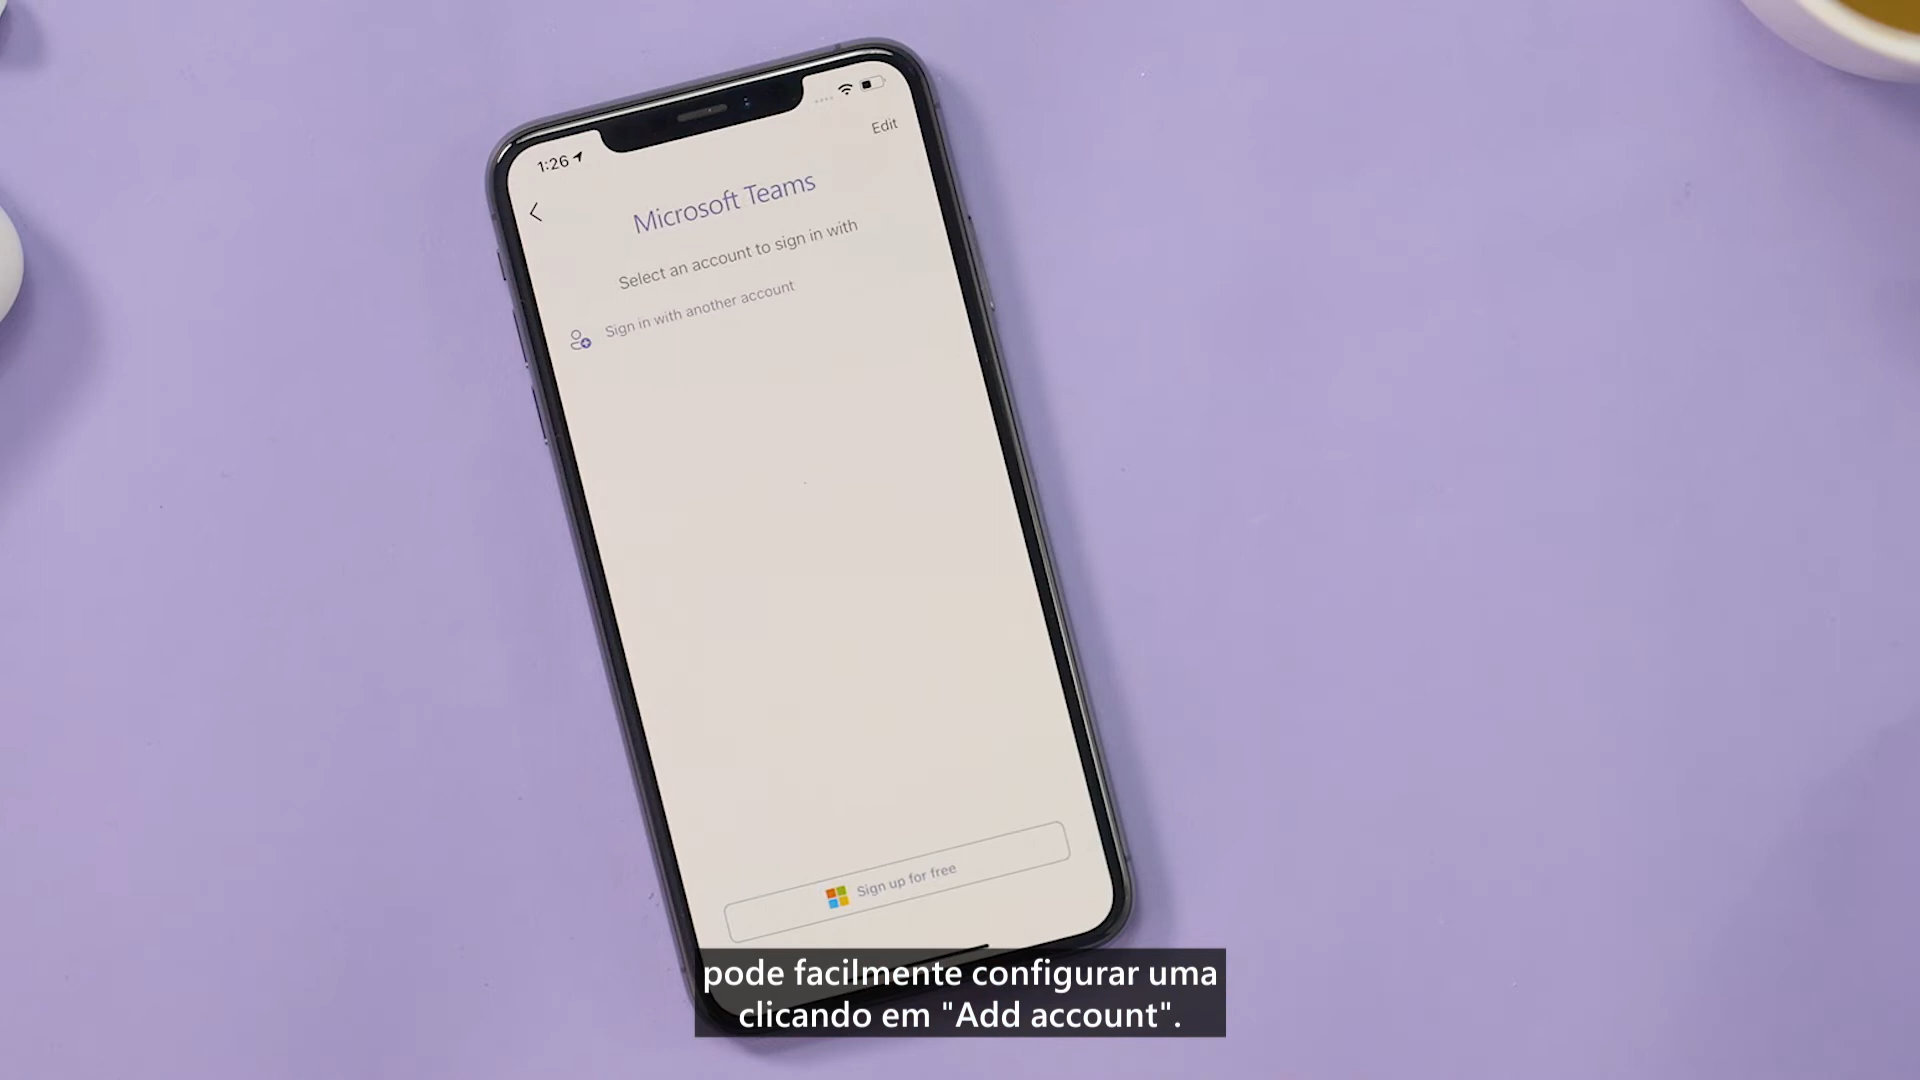 1:26
Edit
Microsoft Teams
Select an account to sign in with
Sign in with another account
Sign up for free
pode facilmente configurar uma
clicando em "Add account".